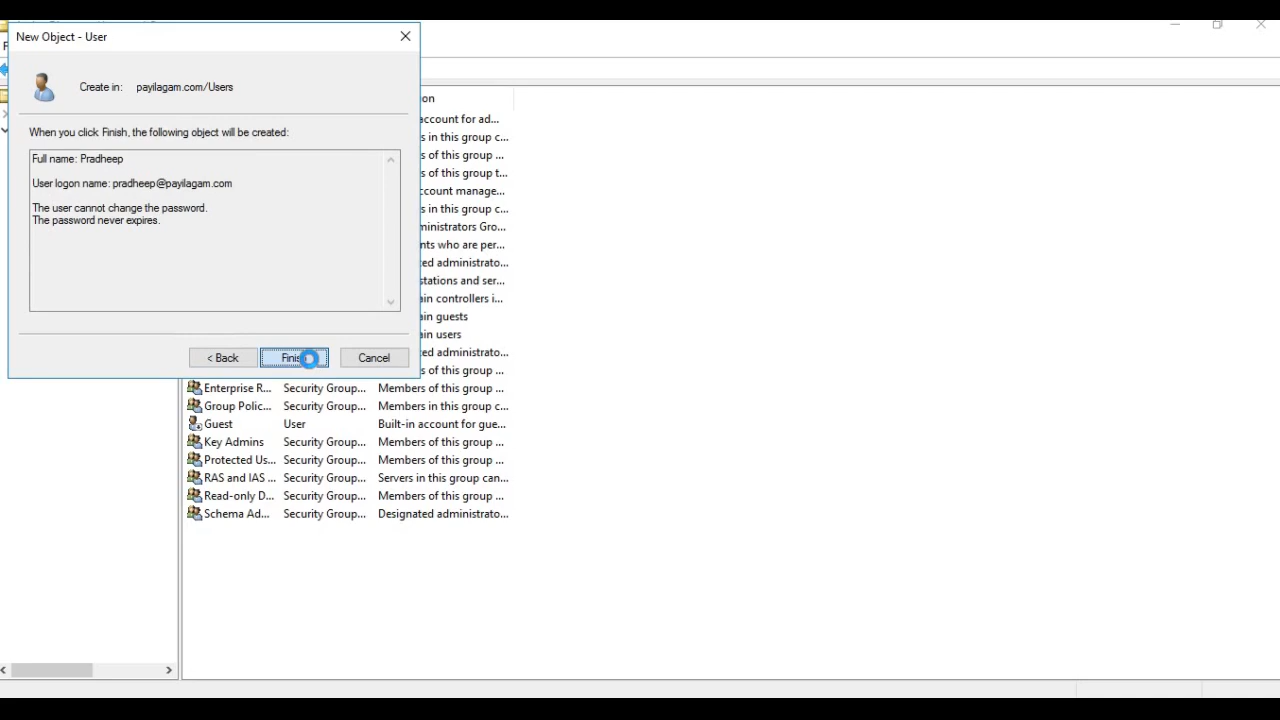 New Object - User
Create in: payilagam.com/Users
When you click Finish, the following object will be created:
Full name: Pradheep
User logon name: pradheep@payilagam.com
The user cannot change the password.
The password never expires.
< Back
Cancel
on
account for ad...
s in this group c...
s of this group ...
s of this group t...
ccount manage...
s in this group c...
ministrators Gro...
nts who are per...
ed administrato...
stations and ser...
ain controllers i...
ain guests
ain users
ed administrato...
s of this group ...
Enterprise R... Security Group... Members of this group ...
Group Polic... Security Group... Members in this group c...
Guest User Built-in account for gue...
Key Admins Security Group... Members of this group ...
Protected Us... Security Group... Members of this group ...
RAS and IAS ... Security Group... Servers in this group can...
Read-only D... Security Group... Members of this group ...
Schema Ad... Security Group... Designated administrato...